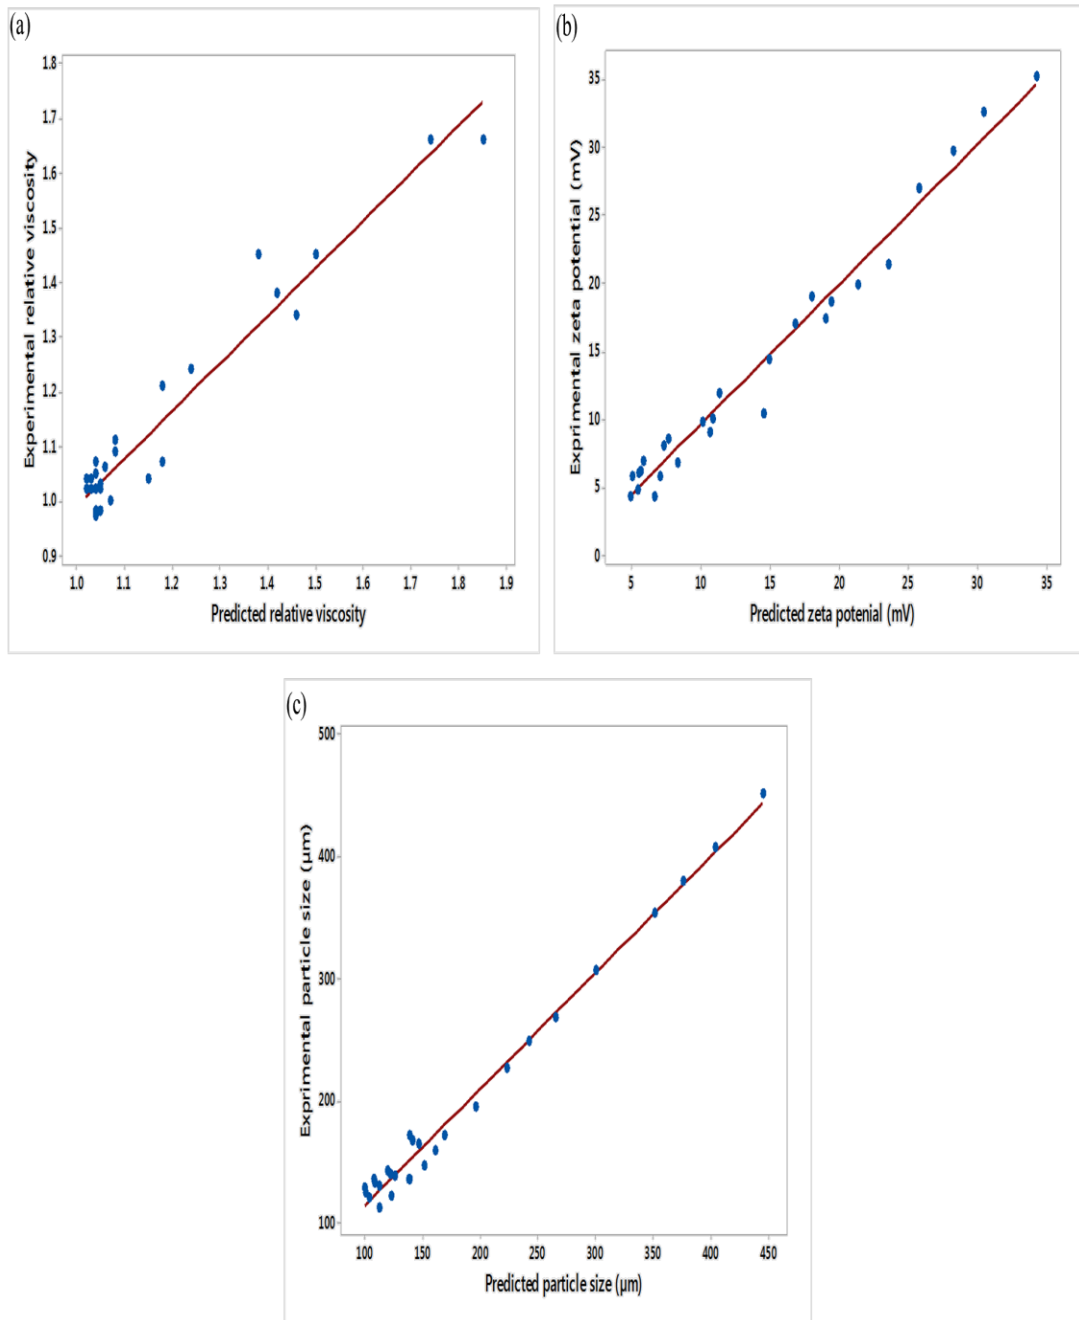 (a)
Experimental relative viscosity
1.8
1.7
1.6
1.5
1.4
1.3
1.2
1.1
1.0
0.9
1.0 1.1 1.2 1.3 1.4 1.5 1.6 1.7 1.8 1.9
Predicted relative viscosity
(b)
Exprimental zeta potential (mV)
35
30
25
20
15
10
5
0
5 10 15 20 25 30 35
Predicted zeta potenial (mV)
(c)
Exprimental particle size (μm)
500
400
300
200
100
100 150 200 250 300 350 400 450
Predicted particle size (μm)